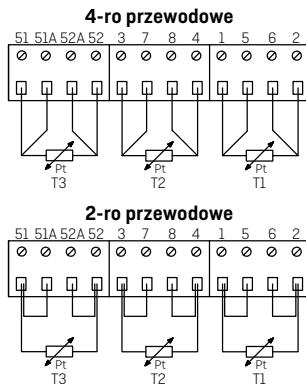 4-ro przewodowe
51 51A 52A 52 3 7 8 4 1 5 6 2
Pt Pt Pt
T3 T2 T1
2-ro przewodowe
51 51A 52A 52 3 7 8 4 1 5 6 2
Pt Pt Pt
T3 T2 T1